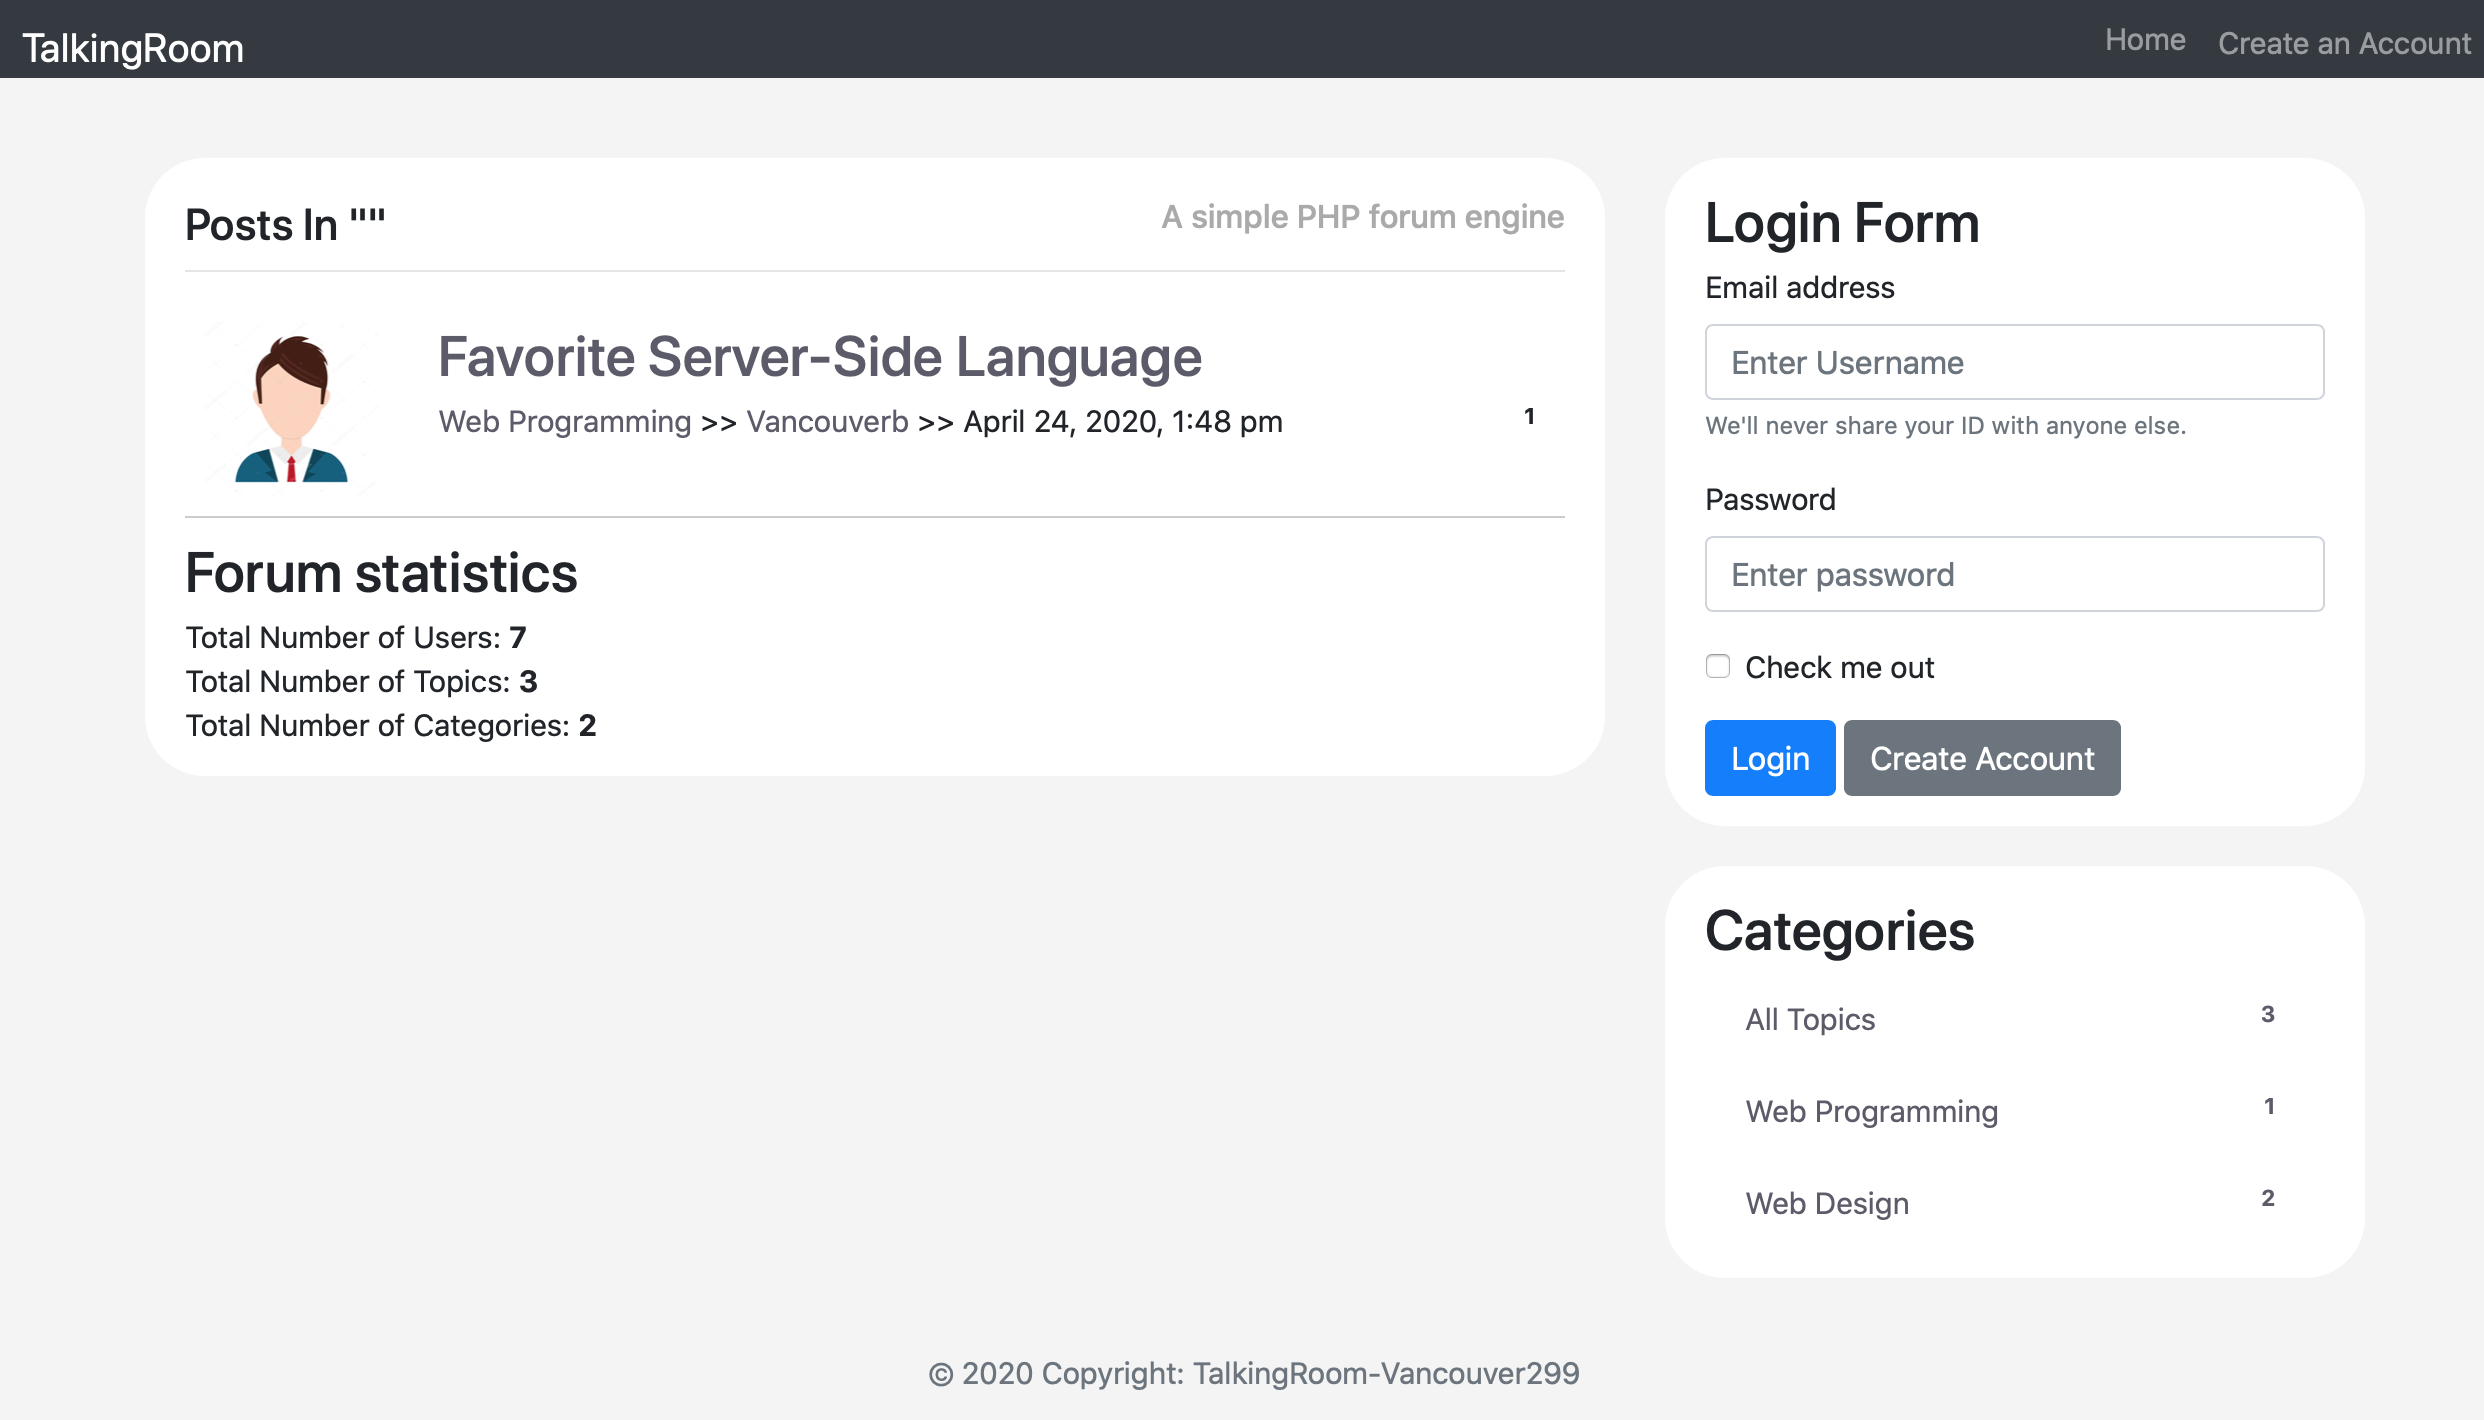 TalkingRoom
Home
Create an Account
Posts In ""
A simple PHP forum engine
Favorite Server-Side Language
Web Programming >> Vancouverb >> April 24, 2020, 1:48 pm
1
Forum statistics
Total Number of Users: 7
Total Number of Topics: 3
Total Number of Categories: 2
Login Form
Email address
Enter Username
We'll never share your ID with anyone else.
Password
Enter password
Check me out
Login
Create Account
Categories
All Topics 3
Web Programming 1
Web Design 2
© 2020 Copyright: TalkingRoom-Vancouver299